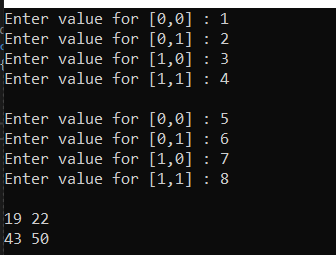 Enter value for [0,0] : 1
Enter value for [0,1] : 2
Enter value for [1,0] : 3
Enter value for [1,1] : 4
Enter value for [0,0] : 5
Enter value for [0,1] : 6
Enter value for [1,0] : 7
Enter value for [1,1] : 8
19 22
43 50